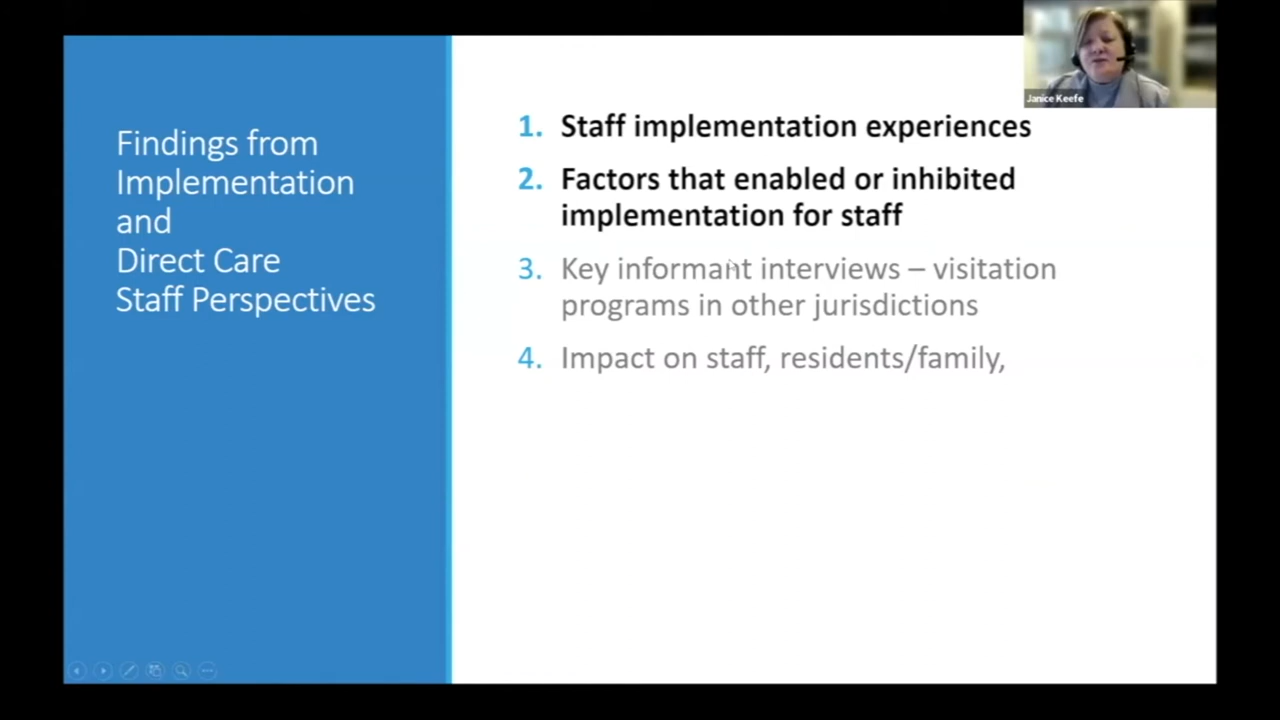 Findings from
Implementation
and
Direct Care
Staff Perspectives
1. Staff implementation experiences
2. Factors that enabled or inhibited
implementation for staff
3. Key informant interviews – visitation
programs in other jurisdictions
4. Impact on staff, residents/family,
Janice Keefe